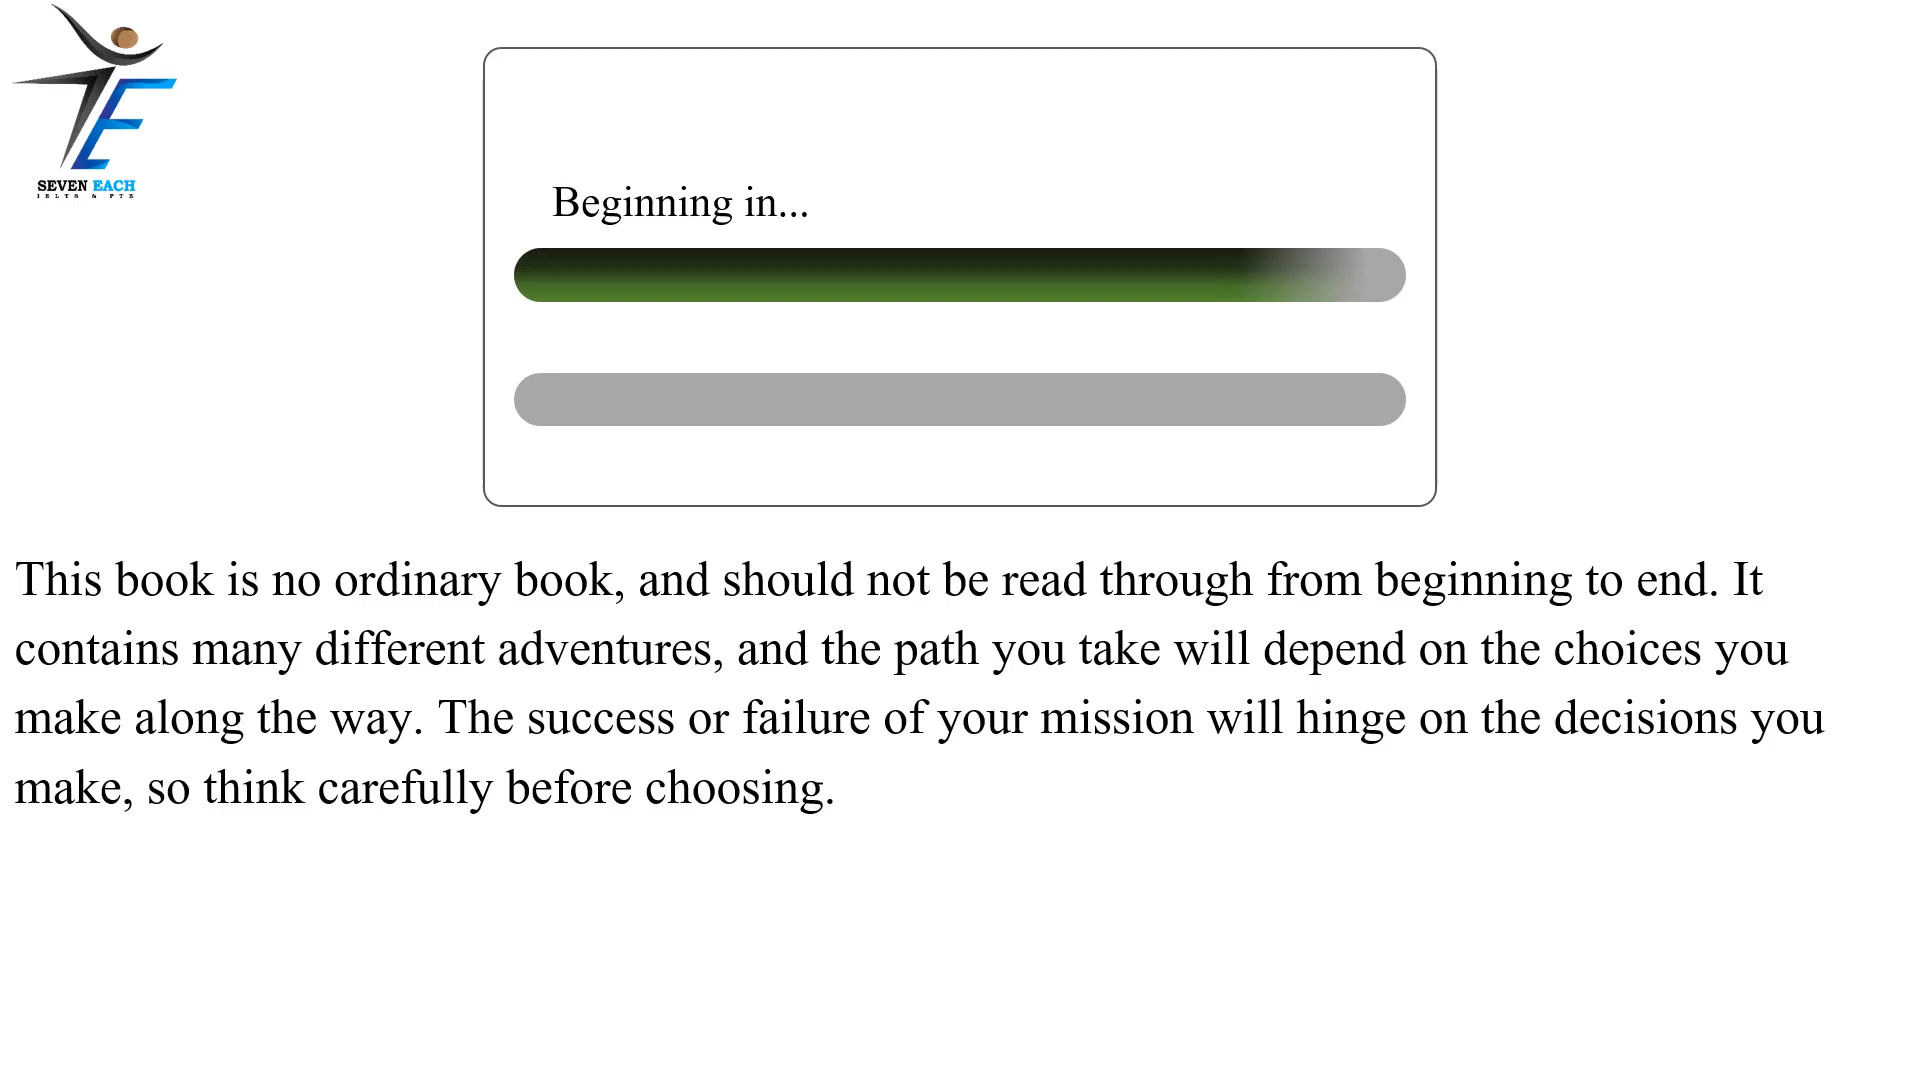 SEVEN EACH
IELTS & PTE
Beginning in...
This book is no ordinary book, and should not be read through from beginning to end. It
contains many different adventures, and the path you take will depend on the choices you
make along the way. The success or failure of your mission will hinge on the decisions you
make, so think carefully before choosing.